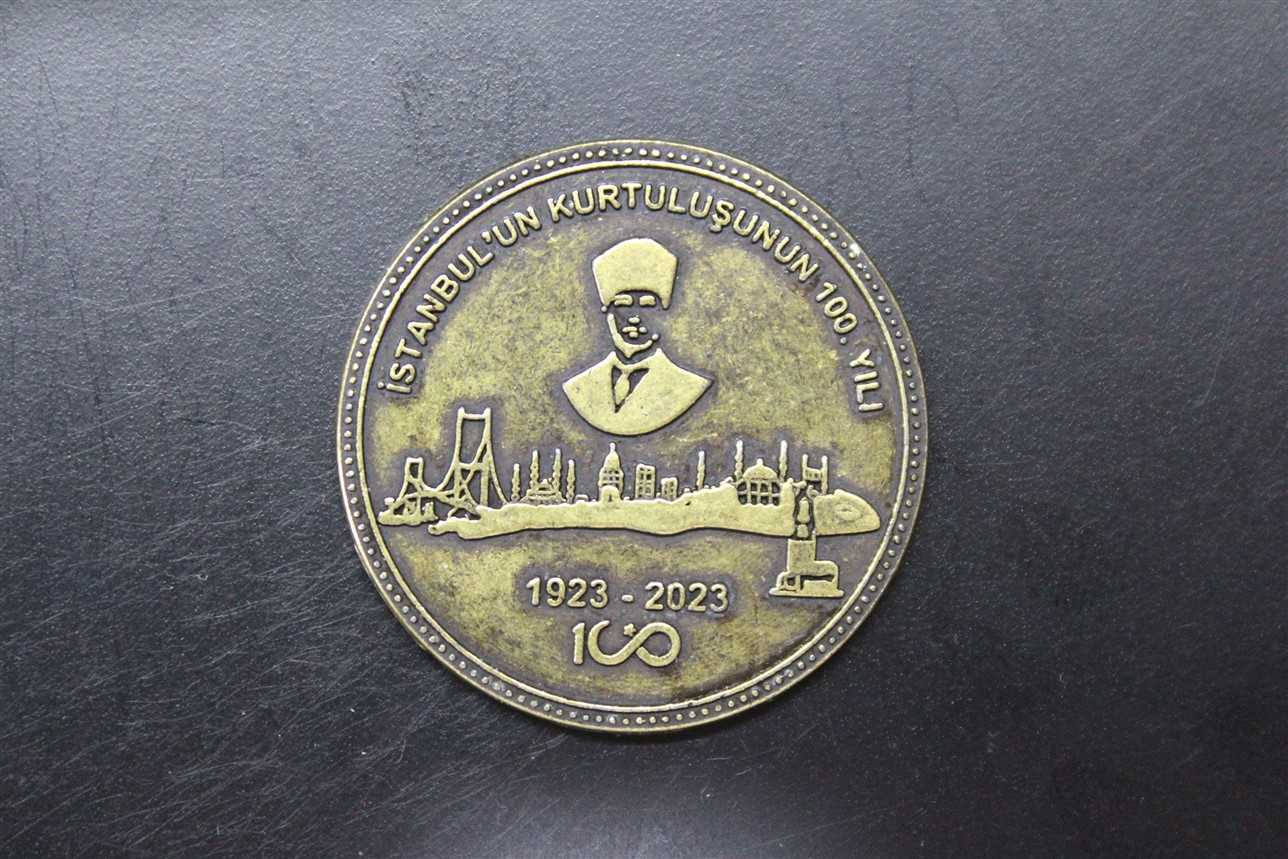 İSTANBUL'UN KURTULUŞUNUN 100. YILI
1923 - 2023
100